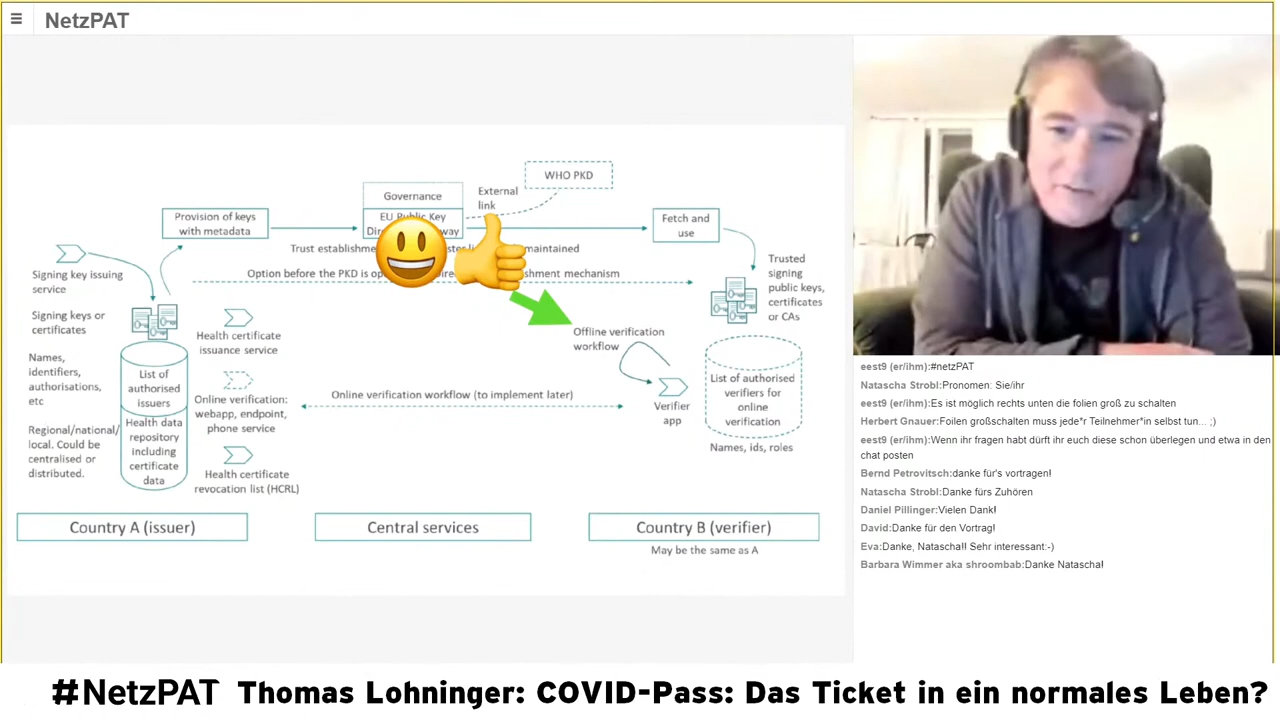 NetzPAT
WHO PKD
Governance
External
link
Provision of keys
with metadata
EU Public Key
Fetch and
use
Trust establishment
maintained
Signing key issuing
service
Option before the PKD is
mechanism
Trusted
signing
public keys,
certificates
or CAs
Signing keys or
certificates
Health certificate
issuance service
Offline verification
workflow
Names,
identifiers,
authorisations,
etc
List of
authorised
issuers
Online verification:
webapp, endpoint,
phone service
Online verification workflow (to implement later)
Verifier
app
List of authorised
verifiers for
online
verification
Regional/national/
local. Could be
centralised or
distributed.
Health data
repository
including
certificate
data
Names, ids, roles
Health certificate
revocation list (HCRL)
Country A (issuer)
Central services
Country B (verifier)
May be the same as A
eest9 (er/ihm):#netzPAT
Natascha Strobl:Pronomen: Sie/ihr
eest9 (er/ihm):Es ist möglich rechts unten die folien groß zu schalten
Herbert Gnauer:Foilen großschalten muss jede*r Teilnehmer*in selbst tun... ;)
eest9 (er/ihm):Wenn ihr fragen habt dürft ihr euch diese schon überlegen und etwa in den
chat posten
Bernd Petrovitsch:danke für's vortragen!
Natascha Strobl:Danke fürs Zuhören
Daniel Pillinger:Vielen Dank!
David:Danke für den Vortrag!
Eva:Danke, Natascha!! Sehr interessant:-)
Barbara Wimmer aka shroombab:Danke Natascha!
#NetzPAT Thomas Lohninger: COVID-Pass: Das Ticket in ein normales Leben?